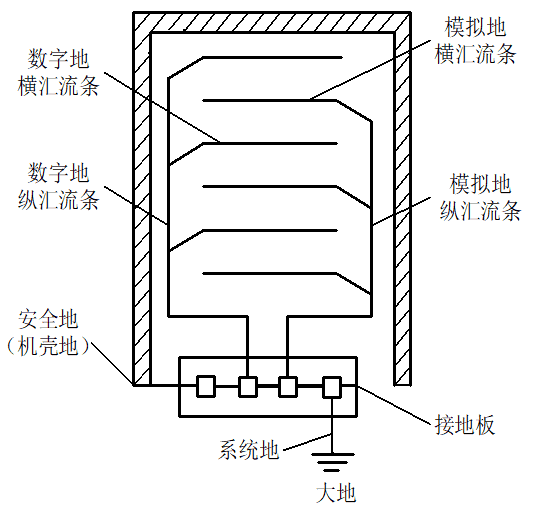 数字地
横汇流条
模拟地
横汇流条
数字地
纵汇流条
模拟地
纵汇流条
安全地
（机壳地）
接地板
系统地
大地